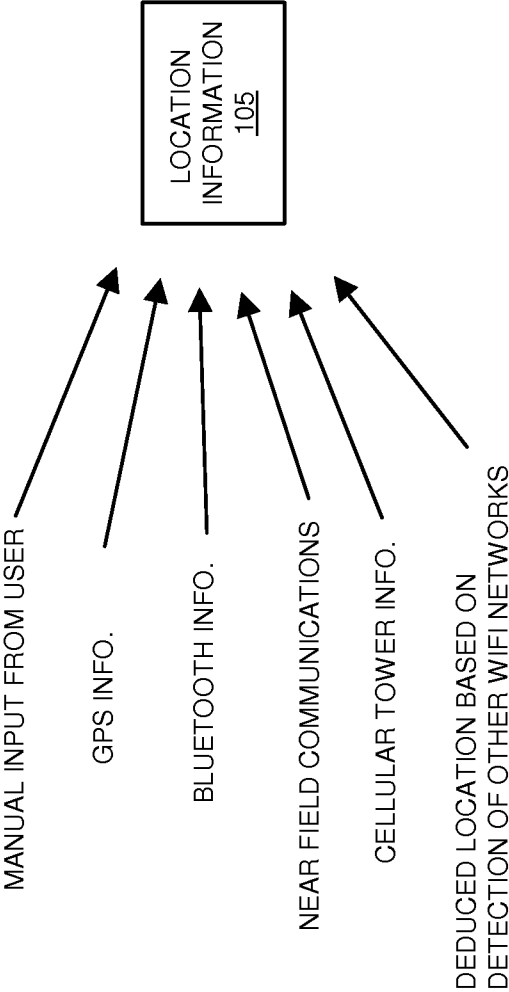 MANUAL INPUT FROM USER
GPS INFO.
BLUETOOTH INFO.
NEAR FIELD COMMUNICATIONS
CELLULAR TOWER INFO.
DEDUCED LOCATION BASED ON
DETECTION OF OTHER WIFI NETWORKS
LOCATION
INFORMATION
105